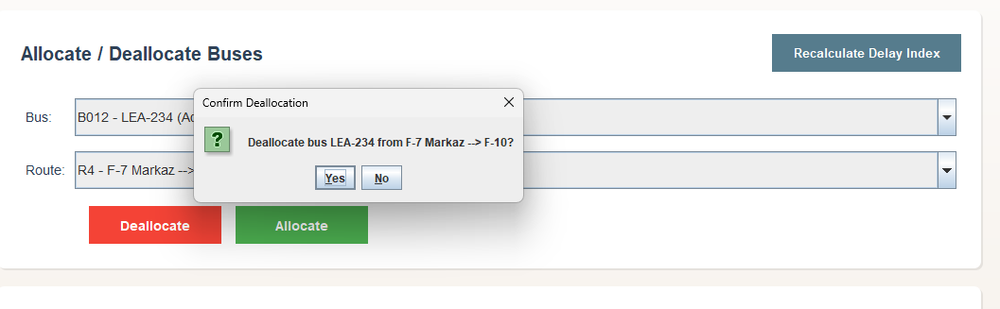 Allocate / Deallocate Buses
Recalculate Delay Index
Confirm Deallocation
Bus:
B012 - LEA-234 (Ac
?
Deallocate bus LEA-234 from F-7 Markaz --> F-10?
Route:
R4 - F-7 Markaz -->
Yes
No
Deallocate
Allocate